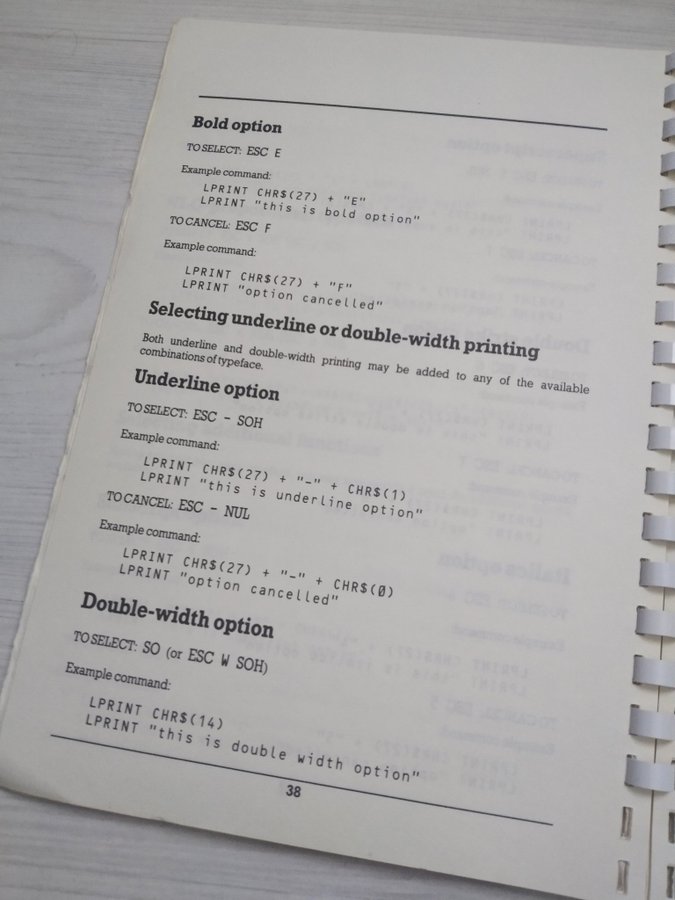 Bold option
TO SELECT: ESC E
Example command:
LPRINT CHR$(27) + "E"
LPRINT "this is bold option"
TO CANCEL: ESC F
Example command:
LPRINT CHR$(27) + "F"
LPRINT "option cancelled"
Selecting underline or double-width printing
Both underline and double-width printing may be added to any of the available
combinations of typeface.
Underline option
TO SELECT: ESC – SOH
Example command:
LPRINT CHR$(27) + "–" + CHR$(1)
LPRINT "this is underline option"
TO CANCEL: ESC – NUL
Example command:
LPRINT CHR$(27) + "–" + CHR$(0)
LPRINT "option cancelled"
Double-width option
TO SELECT: SO (or ESC W SOH)
Example command:
LPRINT CHR$(14)
LPRINT "this is double width option"
38